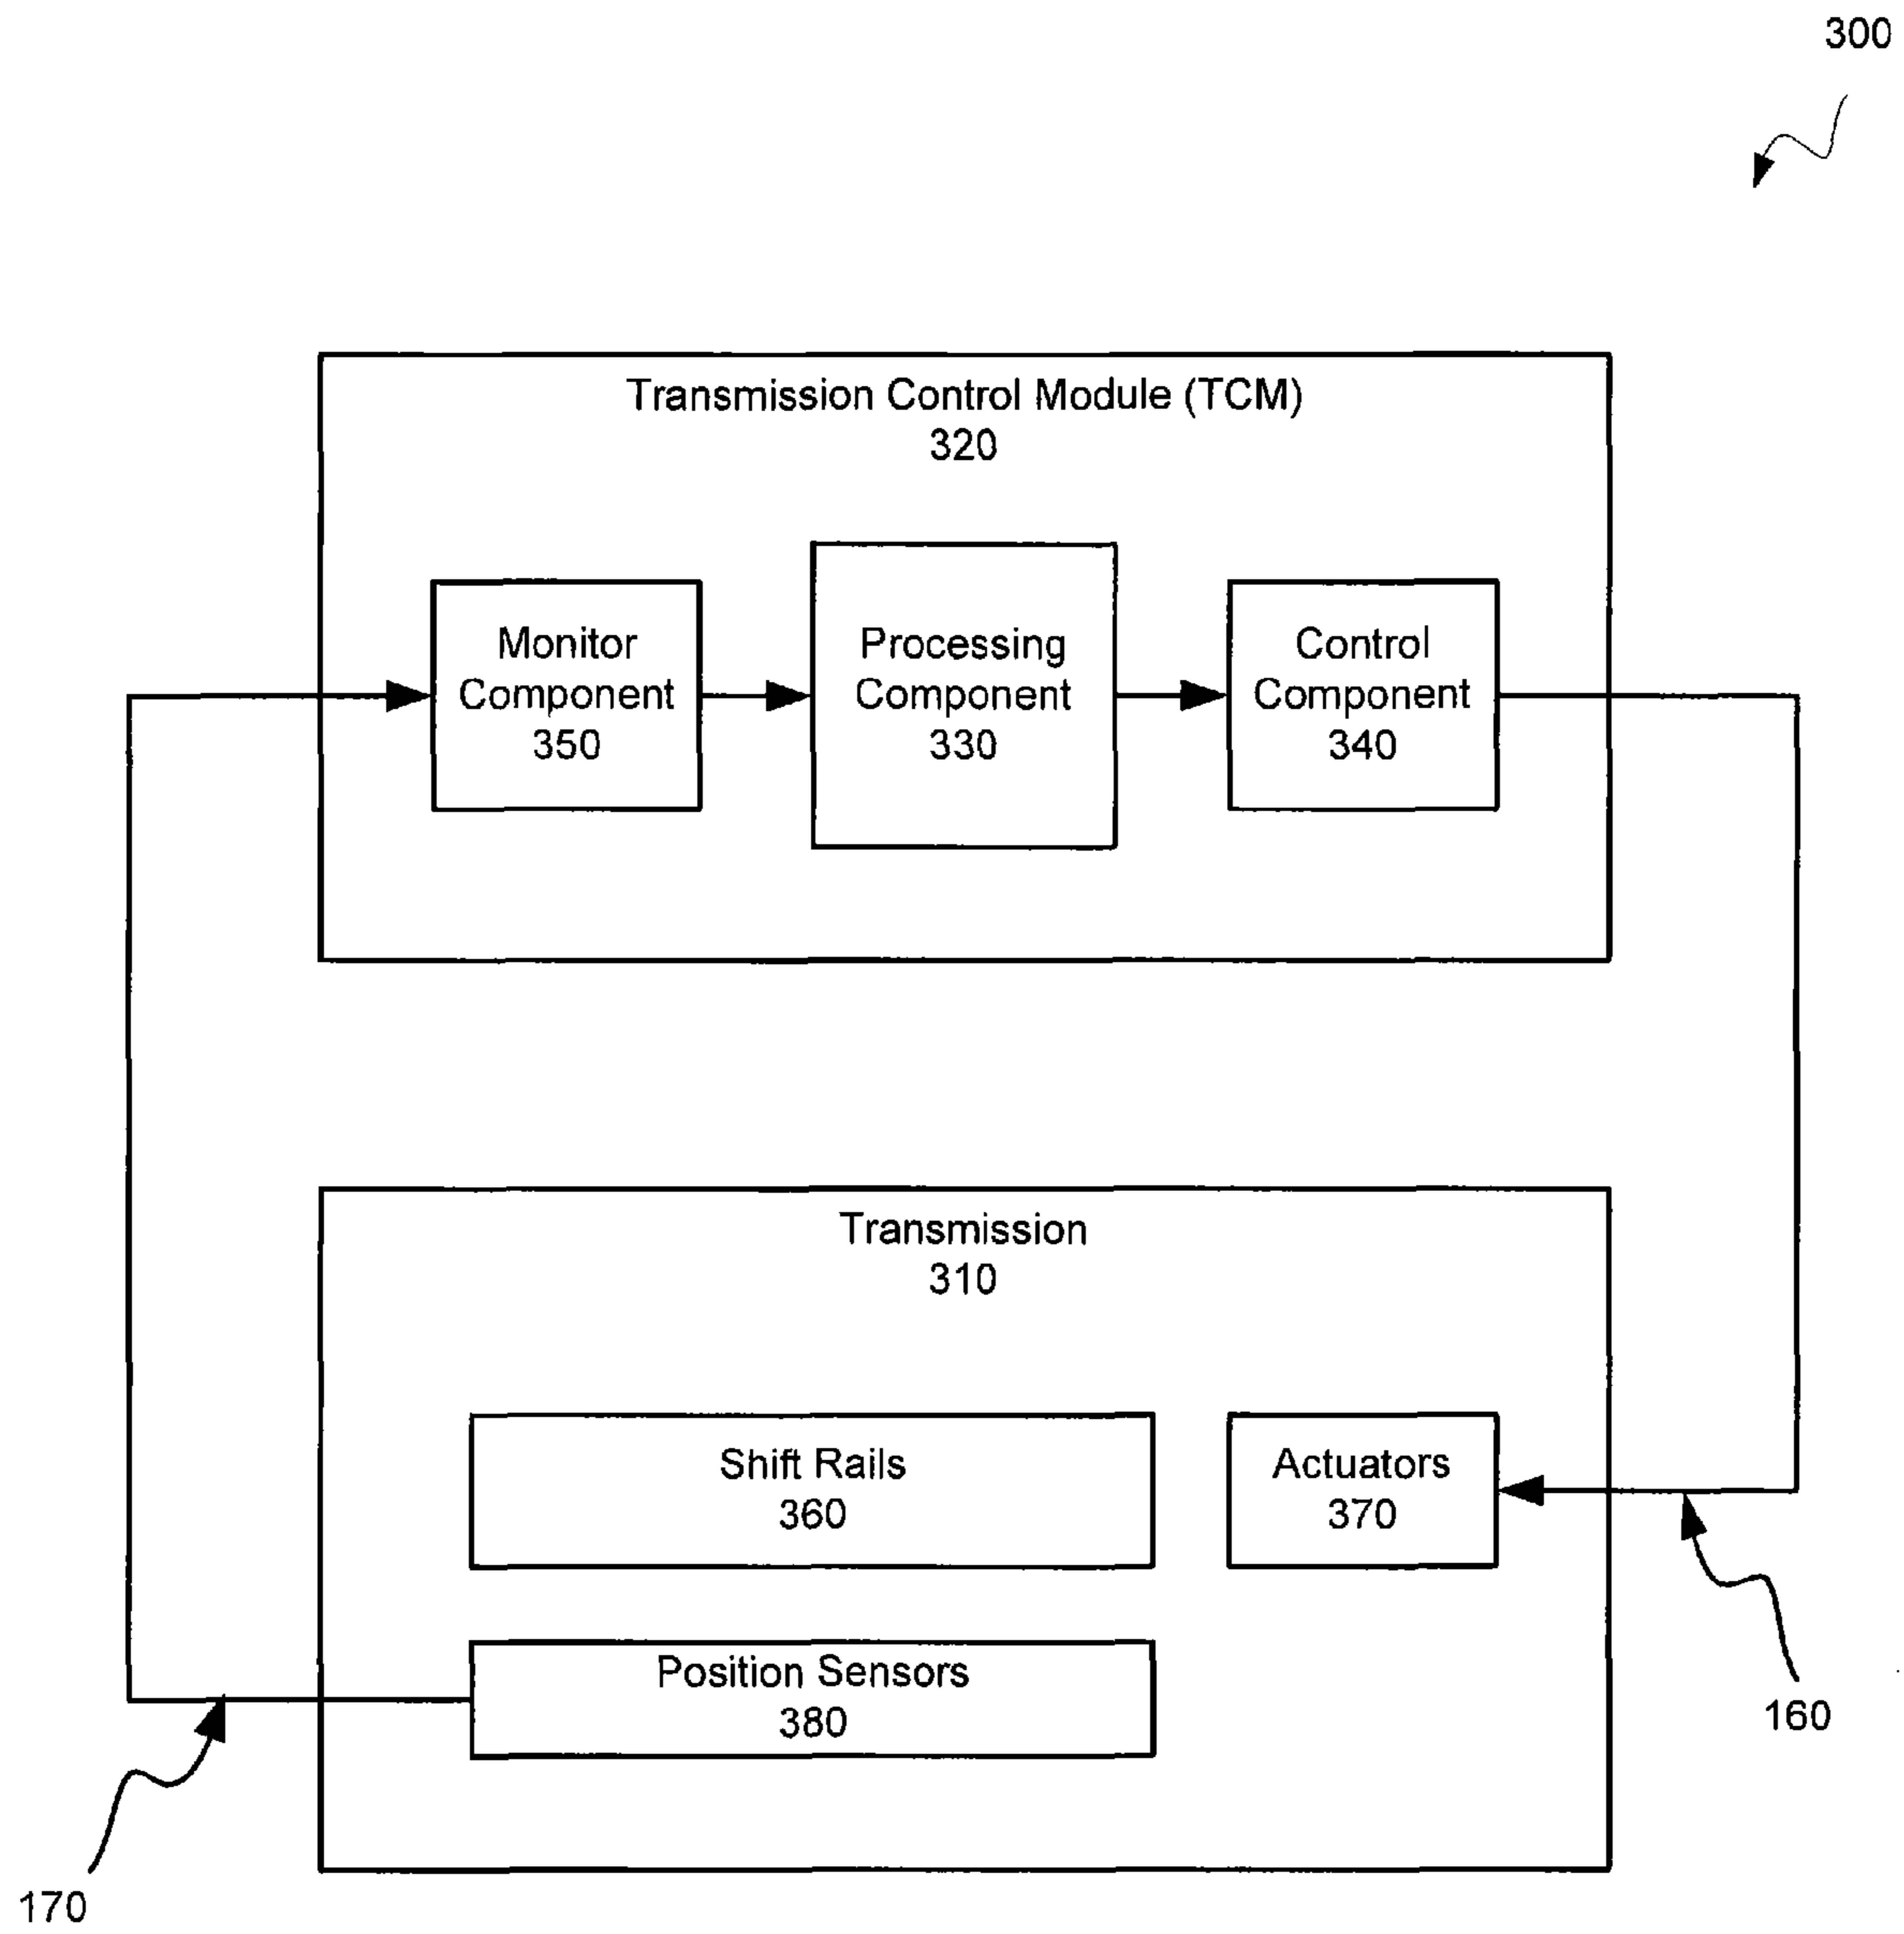 300
Transmission Control Module (TCM)
320
Monitor
Component
350
Processing
Component
330
Control
Component
340
Transmission
310
Shift Rails
360
Actuators
370
Position Sensors
380
160
170